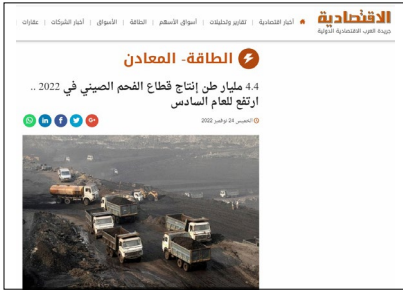 الاقتصادية
جريدة العرب الاقتصادية الدولية
أخبار اقتصادية | تقارير وتحليلات | أسواق الأسهم | الطاقة | الأسواق | أخبار الشركات | عقارات
الطاقة- المعادن
4.4 مليار طن إنتاج قطاع الفحم الصيني في 2022 ..
ارتفع للعام السادس
الخميس 24 نوفمبر 2022